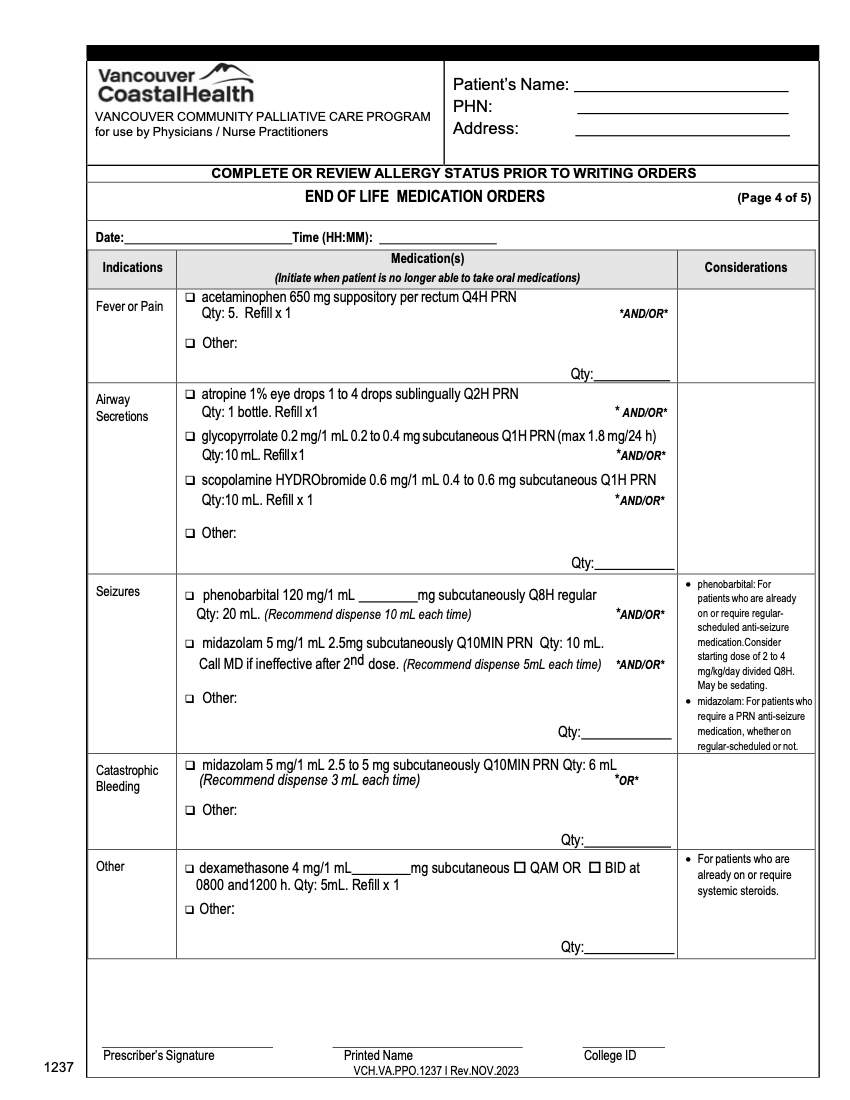 Vancouver
CoastalHealth
VANCOUVER COMMUNITY PALLIATIVE CARE PROGRAM
for use by Physicians / Nurse Practitioners
Patient's Name: ________________________
PHN: ________________________
Address: ________________________
COMPLETE OR REVIEW ALLERGY STATUS PRIOR TO WRITING ORDERS
END OF LIFE MEDICATION ORDERS
(Page 4 of 5)
Date:________________________Time (HH:MM): ________________
Indications
Medication(s)
(Initiate when patient is no longer able to take oral medications)
Considerations
Fever or Pain
❑ acetaminophen 650 mg suppository per rectum Q4H PRN
Qty: 5. Refill x 1 *AND/OR*
❑ Other:
Qty:__________
Airway
Secretions
❑ atropine 1% eye drops 1 to 4 drops sublingually Q2H PRN
Qty: 1 bottle. Refill x1 * AND/OR*
❑ glycopyrrolate 0.2 mg/1 mL 0.2 to 0.4 mg subcutaneous Q1H PRN (max 1.8 mg/24 h)
Qty: 10 mL. Refill x 1 *AND/OR*
❑ scopolamine HYDRObromide 0.6 mg/1 mL 0.4 to 0.6 mg subcutaneous Q1H PRN
Qty:10 mL. Refill x 1 *AND/OR*
❑ Other:
Qty:__________
Seizures
❑ phenobarbital 120 mg/1 mL ________mg subcutaneously Q8H regular
Qty: 20 mL. (Recommend dispense 10 mL each time) *AND/OR*
❑ midazolam 5 mg/1 mL 2.5mg subcutaneously Q10MIN PRN Qty: 10 mL.
Call MD if ineffective after 2nd dose. (Recommend dispense 5mL each time) *AND/OR*
❑ Other:
Qty:____________
• phenobarbital: For
patients who are already
on or require regular-
scheduled anti-seizure
medication.Consider
starting dose of 2 to 4
mg/kg/day divided Q8H.
May be sedating.
• midazolam: For patients who
require a PRN anti-seizure
medication, whether on
regular-scheduled or not.
Catastrophic
Bleeding
❑ midazolam 5 mg/1 mL 2.5 to 5 mg subcutaneously Q10MIN PRN Qty: 6 mL
(Recommend dispense 3 mL each time) *OR*
❑ Other:
Qty:____________
Other
❑ dexamethasone 4 mg/1 mL________mg subcutaneous ☐ QAM OR ☐ BID at
0800 and1200 h. Qty: 5mL. Refill x 1
❑ Other:
Qty:____________
• For patients who are
already on or require
systemic steroids.
Prescriber's Signature
Printed Name
College ID
1237
VCH.VA.PPO.1237 I Rev.NOV.2023